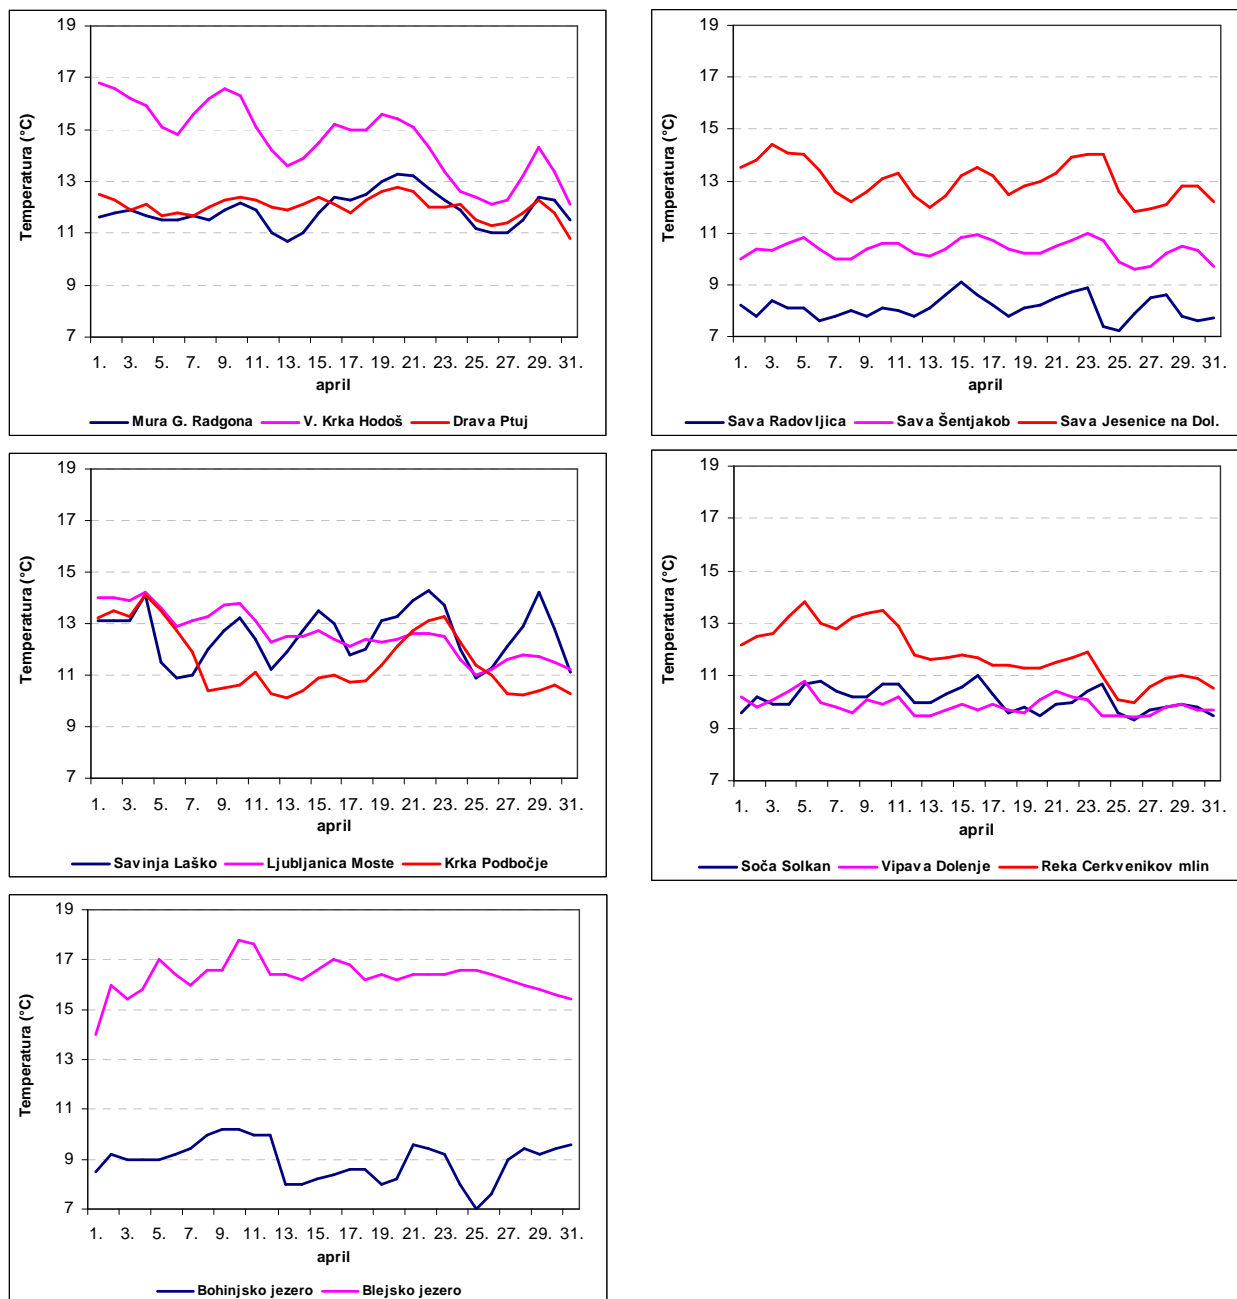 19
17
15
13
11
9
7
Temperatura (°C)
1. 3. 5. 7. 9. 11. 13. 15. 17. 19. 21. 23. 25. 27. 29. 31.
april
Mura G. Radgona V. Krka Hodoš Drava Ptuj
19
17
15
13
11
9
7
Temperatura (°C)
1. 3. 5. 7. 9. 11. 13. 15. 17. 19. 21. 23. 25. 27. 29. 31.
april
Sava Radovljica Sava Šentjakob Sava Jesenice na Dol.
19
17
15
13
11
9
7
Temperatura (°C)
1. 3. 5. 7. 9. 11. 13. 15. 17. 19. 21. 23. 25. 27. 29. 31.
april
Savinja Laško Ljubljanica Moste Krka Podbočje
19
17
15
13
11
9
7
Temperatura (°C)
1. 3. 5. 7. 9. 11. 13. 15. 17. 19. 21. 23. 25. 27. 29. 31.
april
Soča Solkan Vipava Dolenje Reka Cerkvenikov mlin
19
17
15
13
11
9
7
Temperatura (°C)
1. 3. 5. 7. 9. 11. 13. 15. 17. 19. 21. 23. 25. 27. 29. 31.
april
Bohinjsko jezero Blejsko jezero